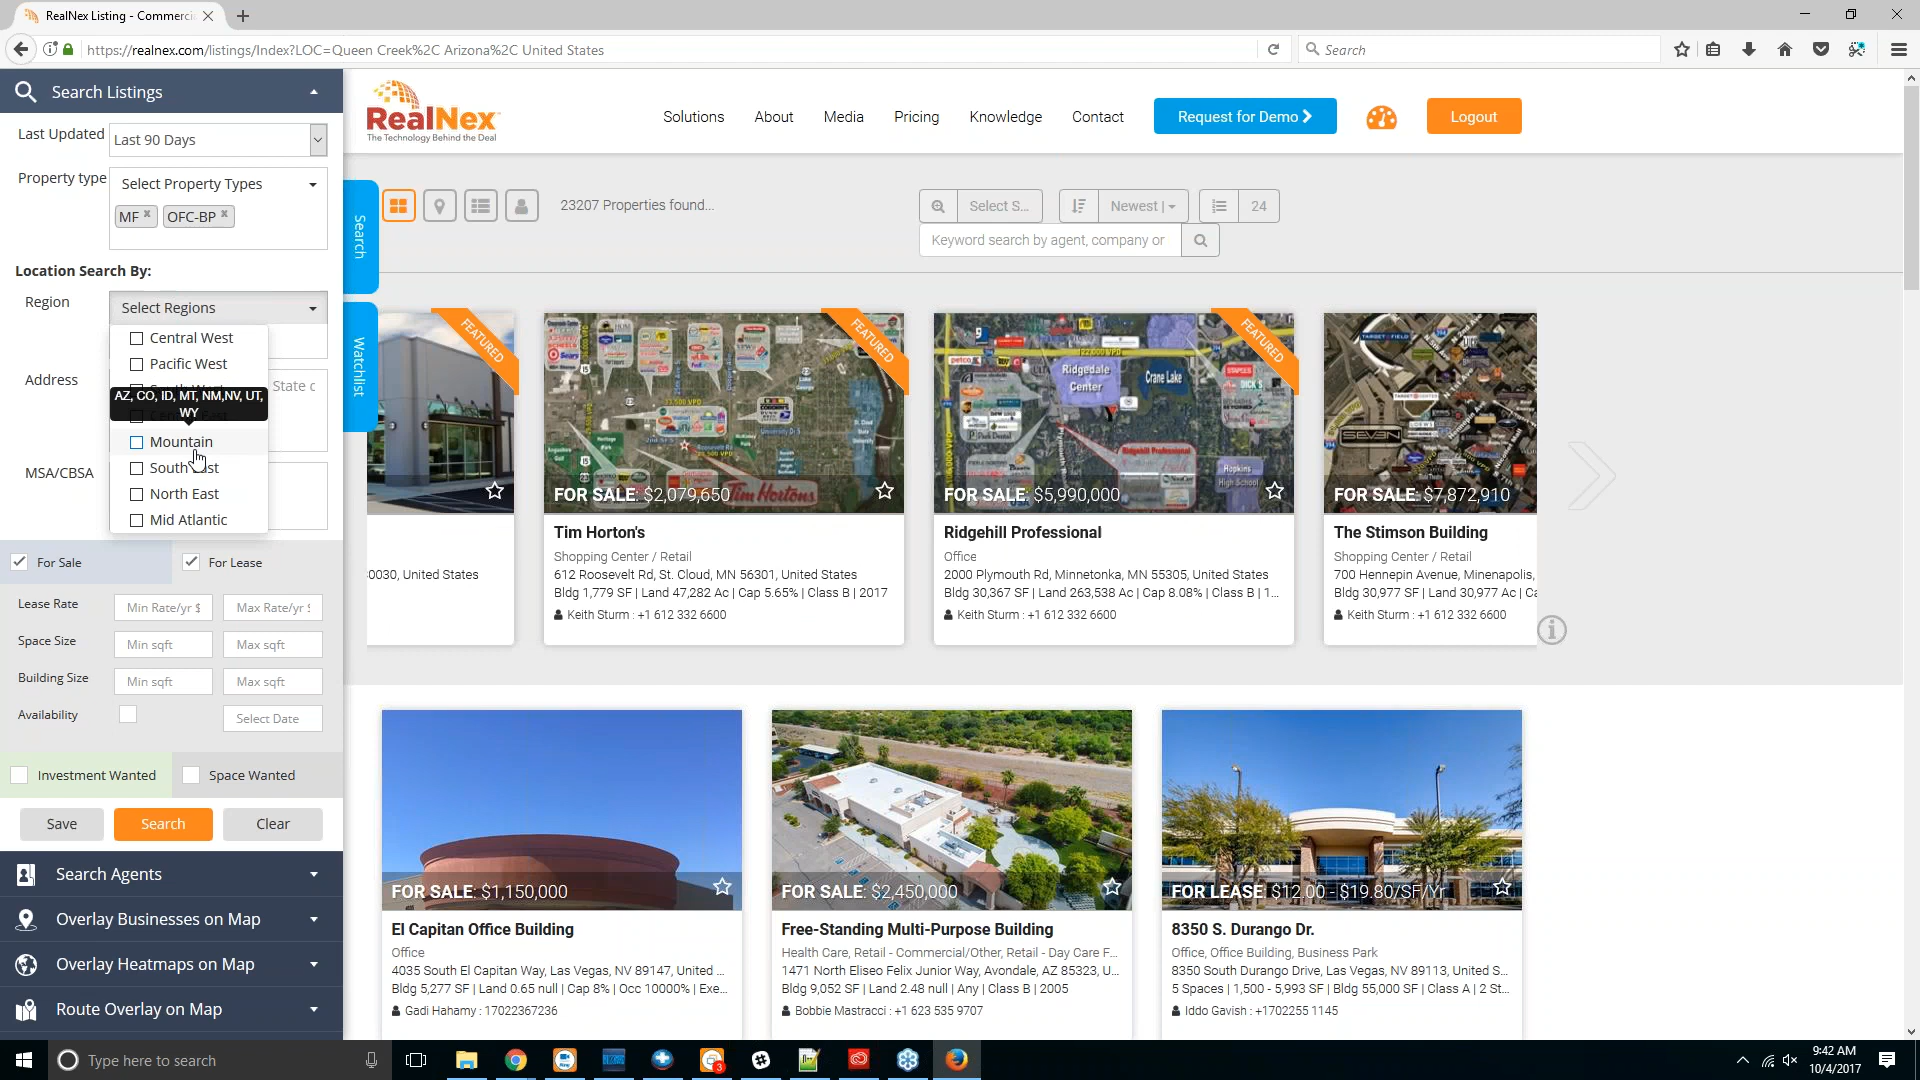 RealNex Listing - Commerci
https://realnex.com/listings/Index?LOC=Queen Creek%2C Arizona%2C United States
Search
Search Listings
Last Updated
Last 90 Days
Property type
Select Property Types
MF x
OFC-BP x
Location Search By:
Region
Select Regions
Central West
Pacific West
AZ, CO, ID, MT, NM,NV, UT,
WY
Mountain
South East
North East
Mid Atlantic
Address
State c
MSA/CBSA
For Sale
For Lease
Lease Rate
Min Rate/yr $
Max Rate/yr $
Space Size
Min sqft
Max sqft
Building Size
Min sqft
Max sqft
Availability
Select Date
Investment Wanted
Space Wanted
Save
Search
Clear
Search Agents
Overlay Businesses on Map
Overlay Heatmaps on Map
Route Overlay on Map
Search
Watchlist
RealNex
The Technology Behind the Deal
Solutions
About
Media
Pricing
Knowledge
Contact
Request for Demo
Logout
23207 Properties found...
Select S...
Newest |
24
Keyword search by agent, company or
FEATURED
0030, United States
FEATURED
FOR SALE: $2,079,650
Tim Horton's
Shopping Center / Retail
612 Roosevelt Rd, St. Cloud, MN 56301, United States
Bldg 1,779 SF | Land 47,282 Ac | Cap 5.65% | Class B | 2017
Keith Sturm : +1 612 332 6600
FEATURED
Ridgedale
Center
Crane Lake
Ridgehill Professional
Hopkins
High School
FOR SALE: $5,990,000
Ridgehill Professional
Office
2000 Plymouth Rd, Minnetonka, MN 55305, United States
Bldg 30,367 SF | Land 263,538 Ac | Cap 8.08% | Class B | 1...
Keith Sturm : +1 612 332 6600
TARGET FIELD
SEVEN
FOR SALE: $7,872,910
The Stimson Building
Shopping Center / Retail
700 Hennepin Avenue, Minenapolis,
Bldg 30,977 SF | Land 30,977 Ac | Ca
Keith Sturm : +1 612 332 6600
FOR SALE: $1,150,000
El Capitan Office Building
Office
4035 South El Capitan Way, Las Vegas, NV 89147, United ...
Bldg 5,277 SF | Land 0.65 null | Cap 8% | Occ 10000% | Exe...
Gadi Hahamy : 17022367236
FOR SALE: $2,450,000
Free-Standing Multi-Purpose Building
Health Care, Retail - Commercial/Other, Retail - Day Care F...
1471 North Eliseo Felix Junior Way, Avondale, AZ 85323, U...
Bldg 9,052 SF | Land 2.48 null | Any | Class B | 2005
Bobbie Mastracci : +1 623 535 9707
FOR LEASE: $12.00 - $19.80/SF/Yr
8350 S. Durango Dr.
Office, Office Building, Business Park
8350 South Durango Drive, Las Vegas, NV 89113, United S...
5 Spaces | 1,500 - 5,993 SF | Bldg 55,000 SF | Class A | 2 St...
Iddo Gavish : +1702255 1145
Type here to search
3
9:42 AM
10/4/2017